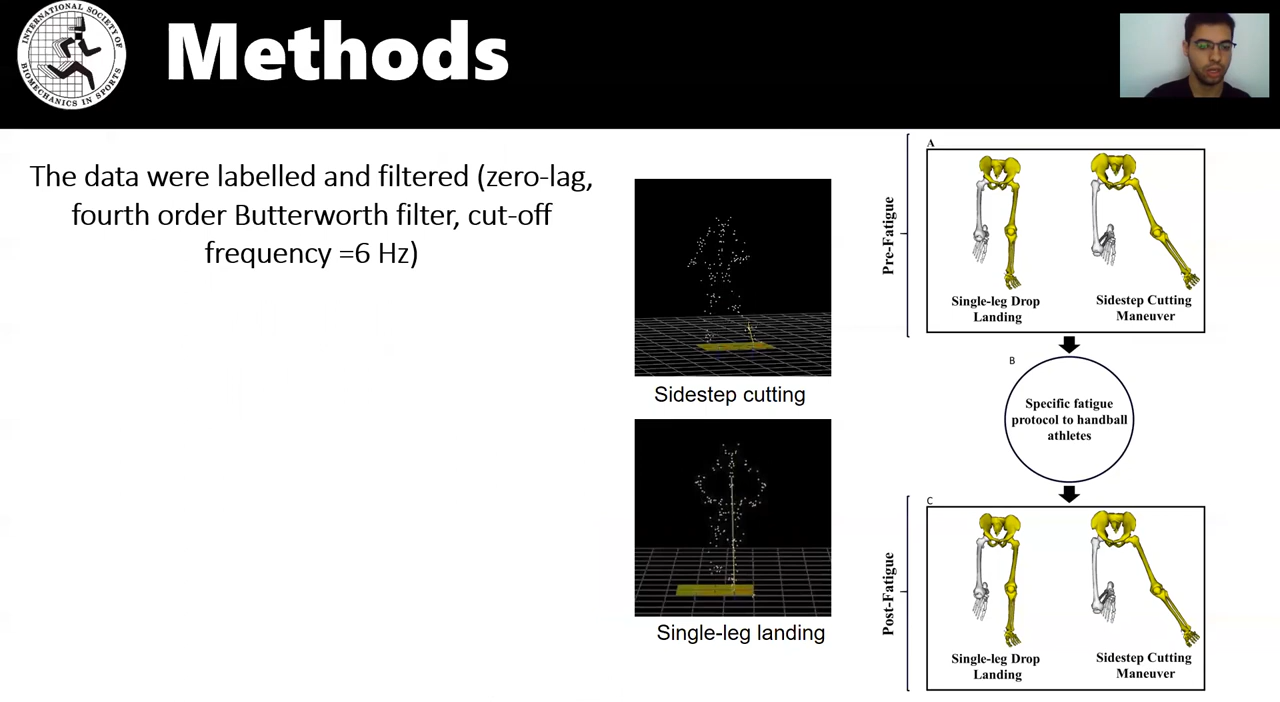 INTERNATIONAL SOCIETY OF
BIOMECHANICS IN SPORTS
Methods
The data were labelled and filtered (zero-lag,
fourth order Butterworth filter, cut-off
frequency =6 Hz)
Sidestep cutting
Single-leg landing
Pre-Fatigue
A
Single-leg Drop
Landing
Sidestep Cutting
Maneuver
B
Specific fatigue
protocol to handball
athletes
Post-Fatigue
C
Single-leg Drop
Landing
Sidestep Cutting
Maneuver